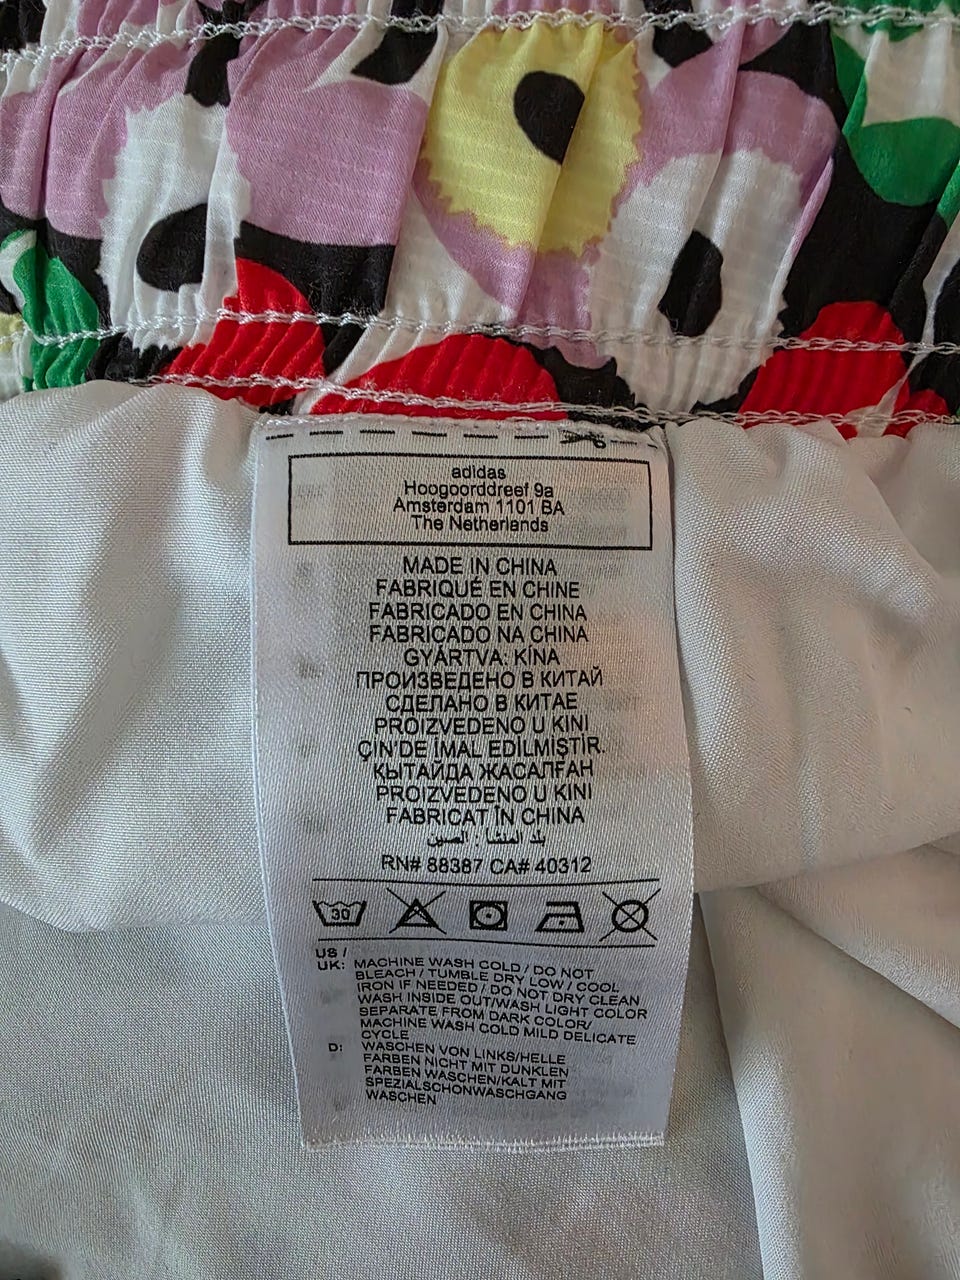 adidas
Hoogoorddreef 9a
Amsterdam 1101 BA
The Netherlands
MADE IN CHINA
FABRIQUÉ EN CHINE
FABRICADO EN CHINA
FABRICADO NA CHINA
GYÁRTVA: KÍNA
ПРОИЗВЕДЕНО В КИТАЙ
СДЕЛАНО В КИТАЕ
PROIZVEDENO U KINI
ÇIN'DE İMAL EDİLMİŞTİR.
ҚЫТАЙДА ЖАСАЛҒАН
PROIZVEDENO U KINI
FABRICAT ÎN CHINA
بلد المنشأ : الصين
RN# 88387 CA# 40312
30
US /
UK: MACHINE WASH COLD / DO NOT
BLEACH / TUMBLE DRY LOW / COOL
IRON IF NEEDED / DO NOT DRY CLEAN
WASH INSIDE OUT/WASH LIGHT COLOR
SEPARATE FROM DARK COLOR/
MACHINE WASH COLD MILD DELICATE
CYCLE
D: WASCHEN VON LINKS/HELLE
FARBEN NICHT MIT DUNKLEN
FARBEN WASCHEN/KALT MIT
SPEZIALSCHONWASCHGANG
WASCHEN